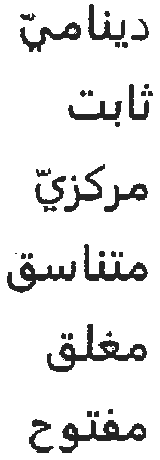 ديناميّ
ثابت
مركزيّ
متناسق
مغلق
مفتوح